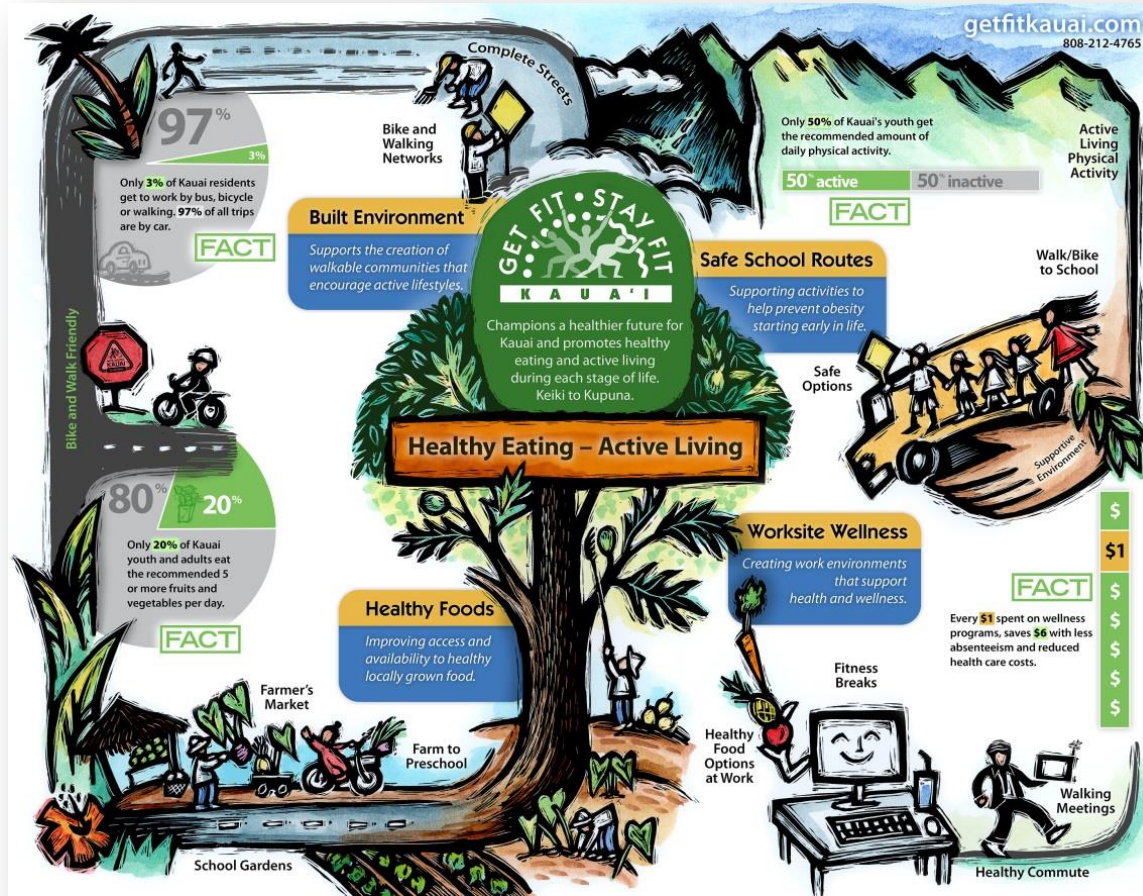 getfitkauai.com
808-212-4765
Complete Streets
Bike and
Walking
Networks
97%
3%
Only 3% of Kauai residents
get to work by bus, bicycle
or walking. 97% of all trips
are by car.
FACT
Built Environment
Supports the creation of
walkable communities that
encourage active lifestyles.
GET FIT • STAY FIT
KAUA'I
Champions a healthier future for
Kauai and promotes healthy
eating and active living
during each stage of life.
Keiki to Kupuna.
Healthy Eating – Active Living
Only 50% of Kauai's youth get
the recommended amount of
daily physical activity.
50% active
50% inactive
FACT
Active
Living
Physical
Activity
Safe School Routes
Supporting activities to
help prevent obesity
starting early in life.
Walk/Bike
to School
Safe
Options
Supportive
Environment
Bike and Walk Friendly
KAUAI
80%
20%
Only 20% of Kauai
youth and adults eat
the recommended 5
or more fruits and
vegetables per day.
FACT
Healthy Foods
Improving access and
availability to healthy
locally grown food.
Farmer's
Market
Farm to
Preschool
School Gardens
Worksite Wellness
Creating work environments
that support
health and wellness.
$
$1
$
$
$
$
$
FACT
Every $1 spent on wellness
programs, saves $6 with less
absenteeism and reduced
health care costs.
Fitness
Breaks
Healthy
Food
Options
at Work
Walking
Meetings
Healthy Commute